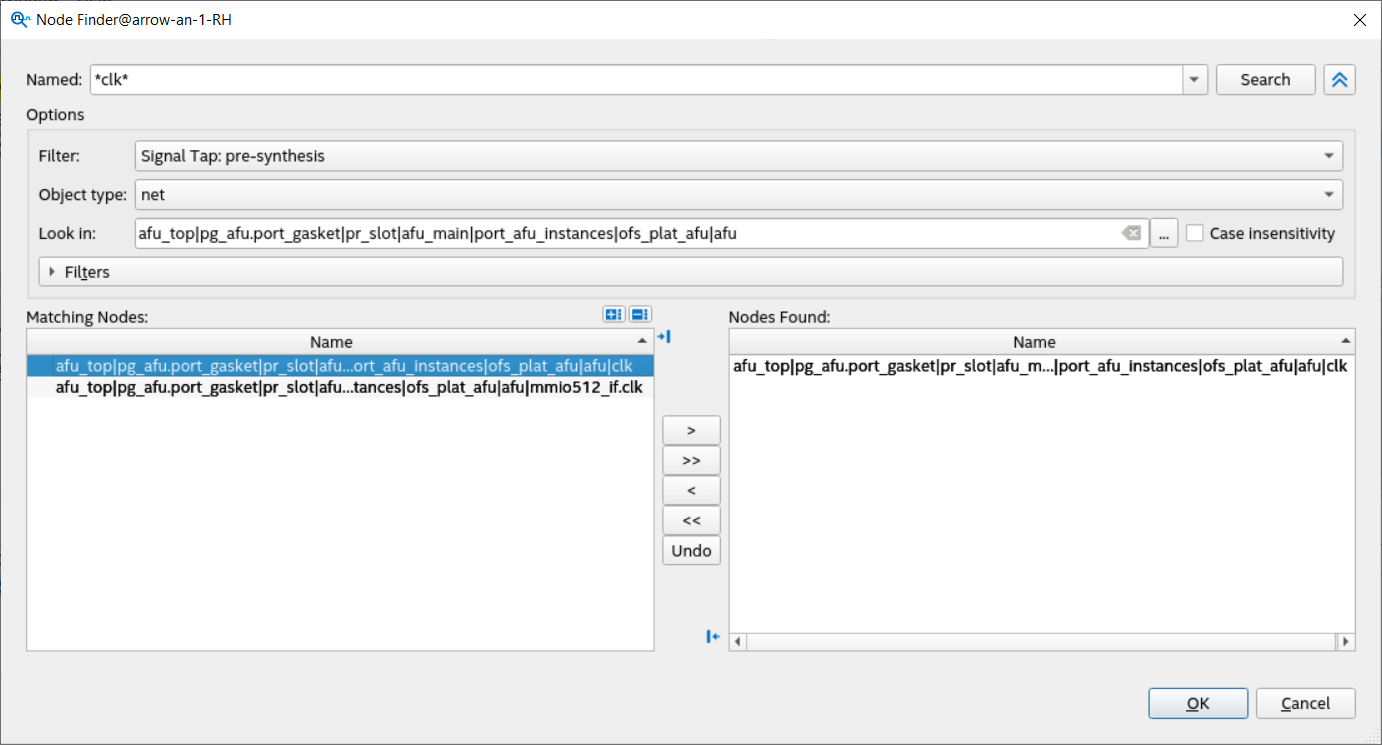 Node Finder@arrow-an-1-RH
Named: *clk* Search
Options
Filter: Signal Tap: pre-synthesis
Object type: net
Look in: afu_top|pg_afu.port_gasket|pr_slot|afu_main|port_afu_instances|ofs_plat_afu|afu ... Case insensitivity
Filters
Matching Nodes: Nodes Found:
Name Name
afu_top|pg_afu.port_gasket|pr_slot|afu...ort_afu_instances|ofs_plat_afu|afu|clk afu_top|pg_afu.port_gasket|pr_slot|afu_m...|port_afu_instances|ofs_plat_afu|afu|clk
afu_top|pg_afu.port_gasket|pr_slot|afu...tances|ofs_plat_afu|afu|mmio512_if.clk
>
>>
<
<<
Undo
OK Cancel